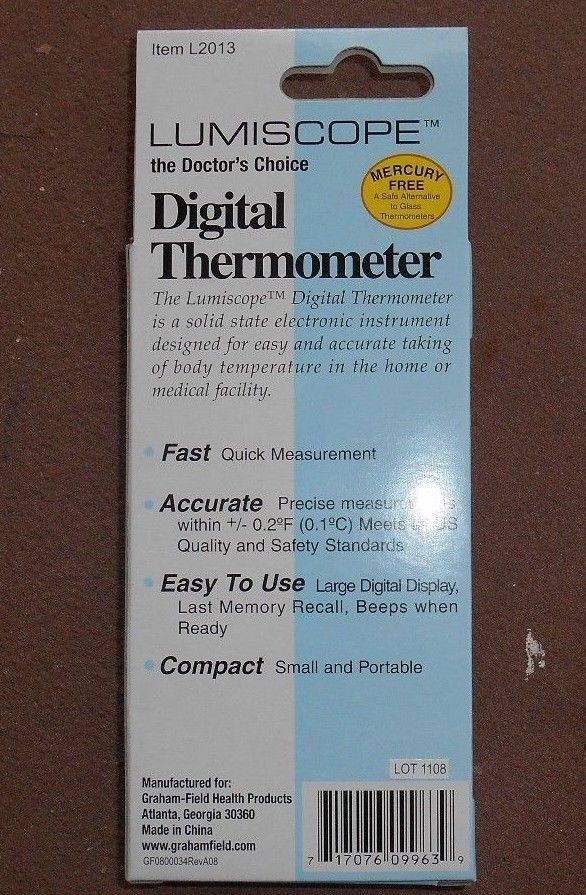 Item L2013
LUMISCOPE™
the Doctor's Choice
MERCURY
FREE
A Safe Alternative
to Glass
Thermometers
Digital
Thermometer
The Lumiscope™ Digital Thermometer
is a solid state electronic instrument
designed for easy and accurate taking
of body temperature in the home or
medical facility.
• Fast Quick Measurement
• Accurate Precise
within +/- 0.2ºF (0.1ºC) Meets US
Quality and Safety Standards
• Easy To Use Large Digital Display,
Last Memory Recall, Beeps when
Ready
• Compact Small and Portable
LOT 1108
Manufactured for:
Graham-Field Health Products
Atlanta, Georgia 30360
Made in China
www.grahamfield.com
GF0800034RevA08
7 17076 09963 9